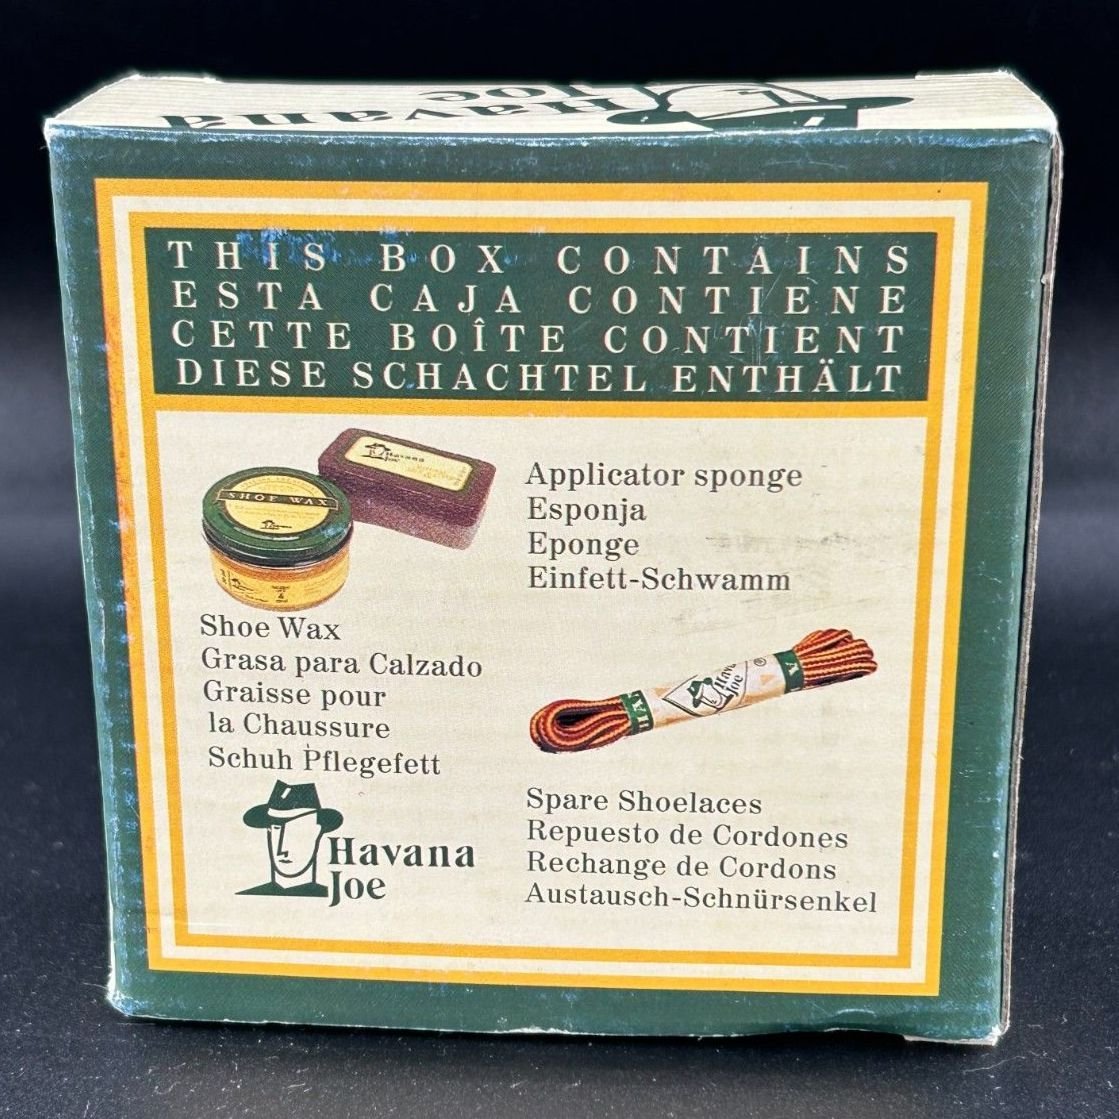 Havana
Joe
THIS BOX CONTAINS
ESTA CAJA CONTIENE
CETTE BOÎTE CONTIENT
DIESE SCHACHTEL ENTHÄLT
Havana
Joe
SHOE WAX
Applicator sponge
Esponja
Eponge
Einfett-Schwamm
Shoe Wax
Grasa para Calzado
Graisse pour
la Chaussure
Schuh Pflegefett
Havana
Joe
®
Spare Shoelaces
Repuesto de Cordones
Rechange de Cordons
Austausch-Schnürsenkel
Havana
Joe